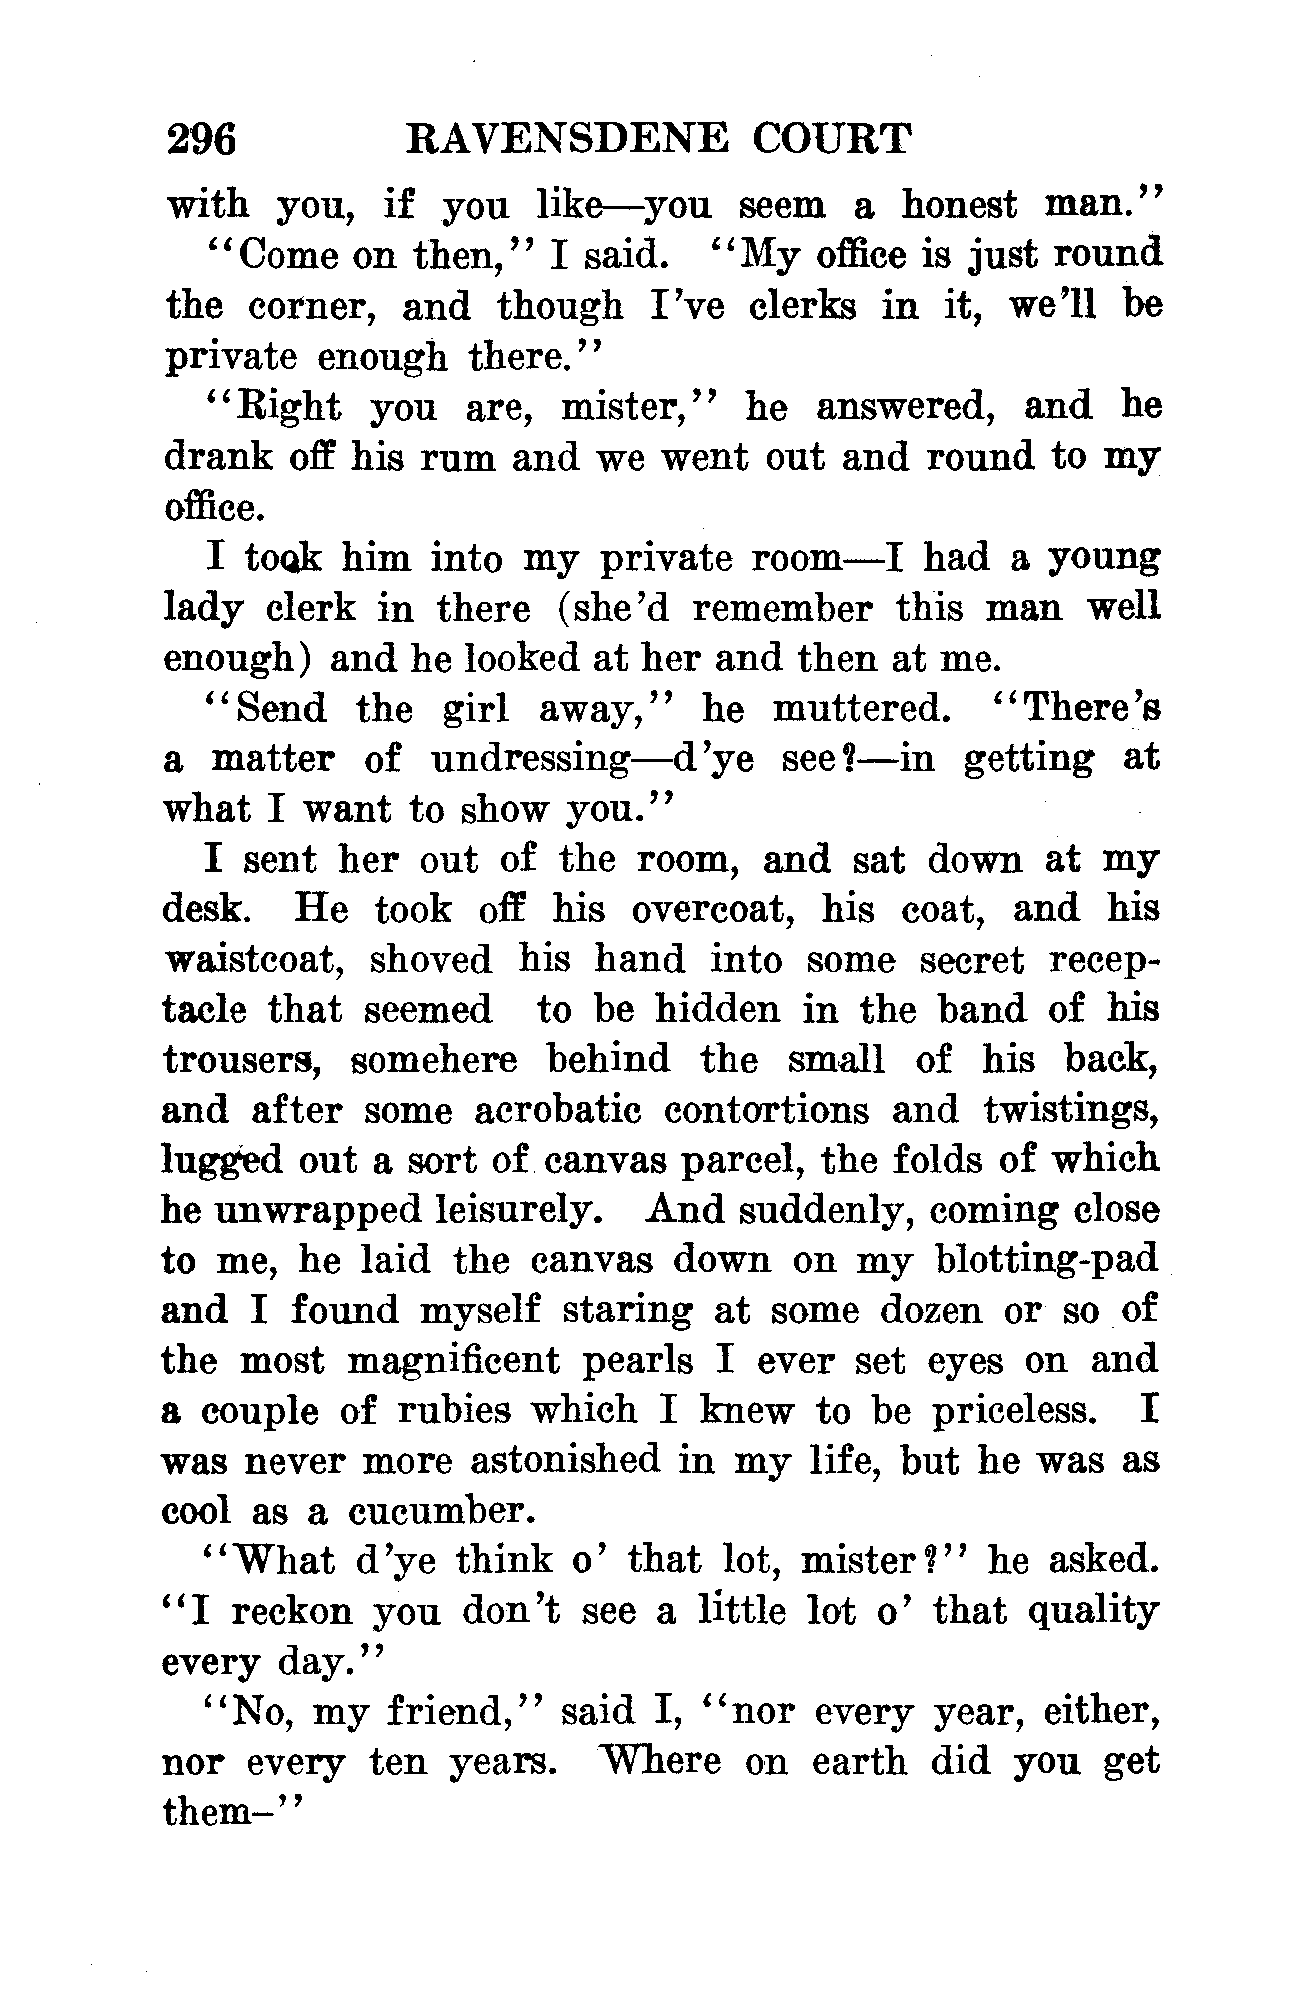 296 RAVENSDENE COURT
with you, if you like—you seem a honest man."
"Come on then," I said. "My office is just round
the corner, and though I've clerks in it, we'll be
private enough there."
"Right you are, mister," he answered, and he
drank off his rum and we went out and round to my
office.
I took him into my private room—I had a young
lady clerk in there (she'd remember this man well
enough) and he looked at her and then at me.
"Send the girl away," he muttered. "There's
a matter of undressing—d'ye see?—in getting at
what I want to show you."
I sent her out of the room, and sat down at my
desk. He took off his overcoat, his coat, and his
waistcoat, shoved his hand into some secret recep-
tacle that seemed to be hidden in the band of his
trousers, somehere behind the small of his back,
and after some acrobatic contortions and twistings,
lugged out a sort of canvas parcel, the folds of which
he unwrapped leisurely. And suddenly, coming close
to me, he laid the canvas down on my blotting-pad
and I found myself staring at some dozen or so of
the most magnificent pearls I ever set eyes on and
a couple of rubies which I knew to be priceless. I
was never more astonished in my life, but he was as
cool as a cucumber.
"What d'ye think o' that lot, mister?" he asked.
"I reckon you don't see a little lot o' that quality
every day."
"No, my friend," said I, "nor every year, either,
nor every ten years. Where on earth did you get
them–"